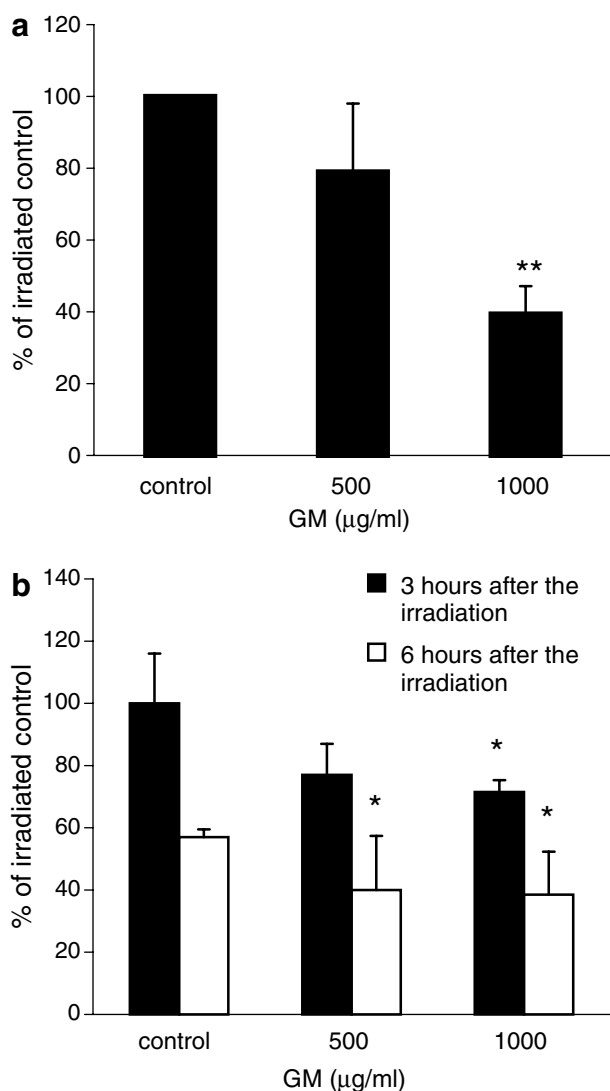 a
120
100
80
60
40
20
0
% of irradiated control
**
control 500 1000
GM (μg/ml)
b
140
120
100
80
60
40
20
0
% of irradiated control
3 hours after the
irradiation
6 hours after the
irradiation
*
*
*
control 500 1000
GM (μg/ml)